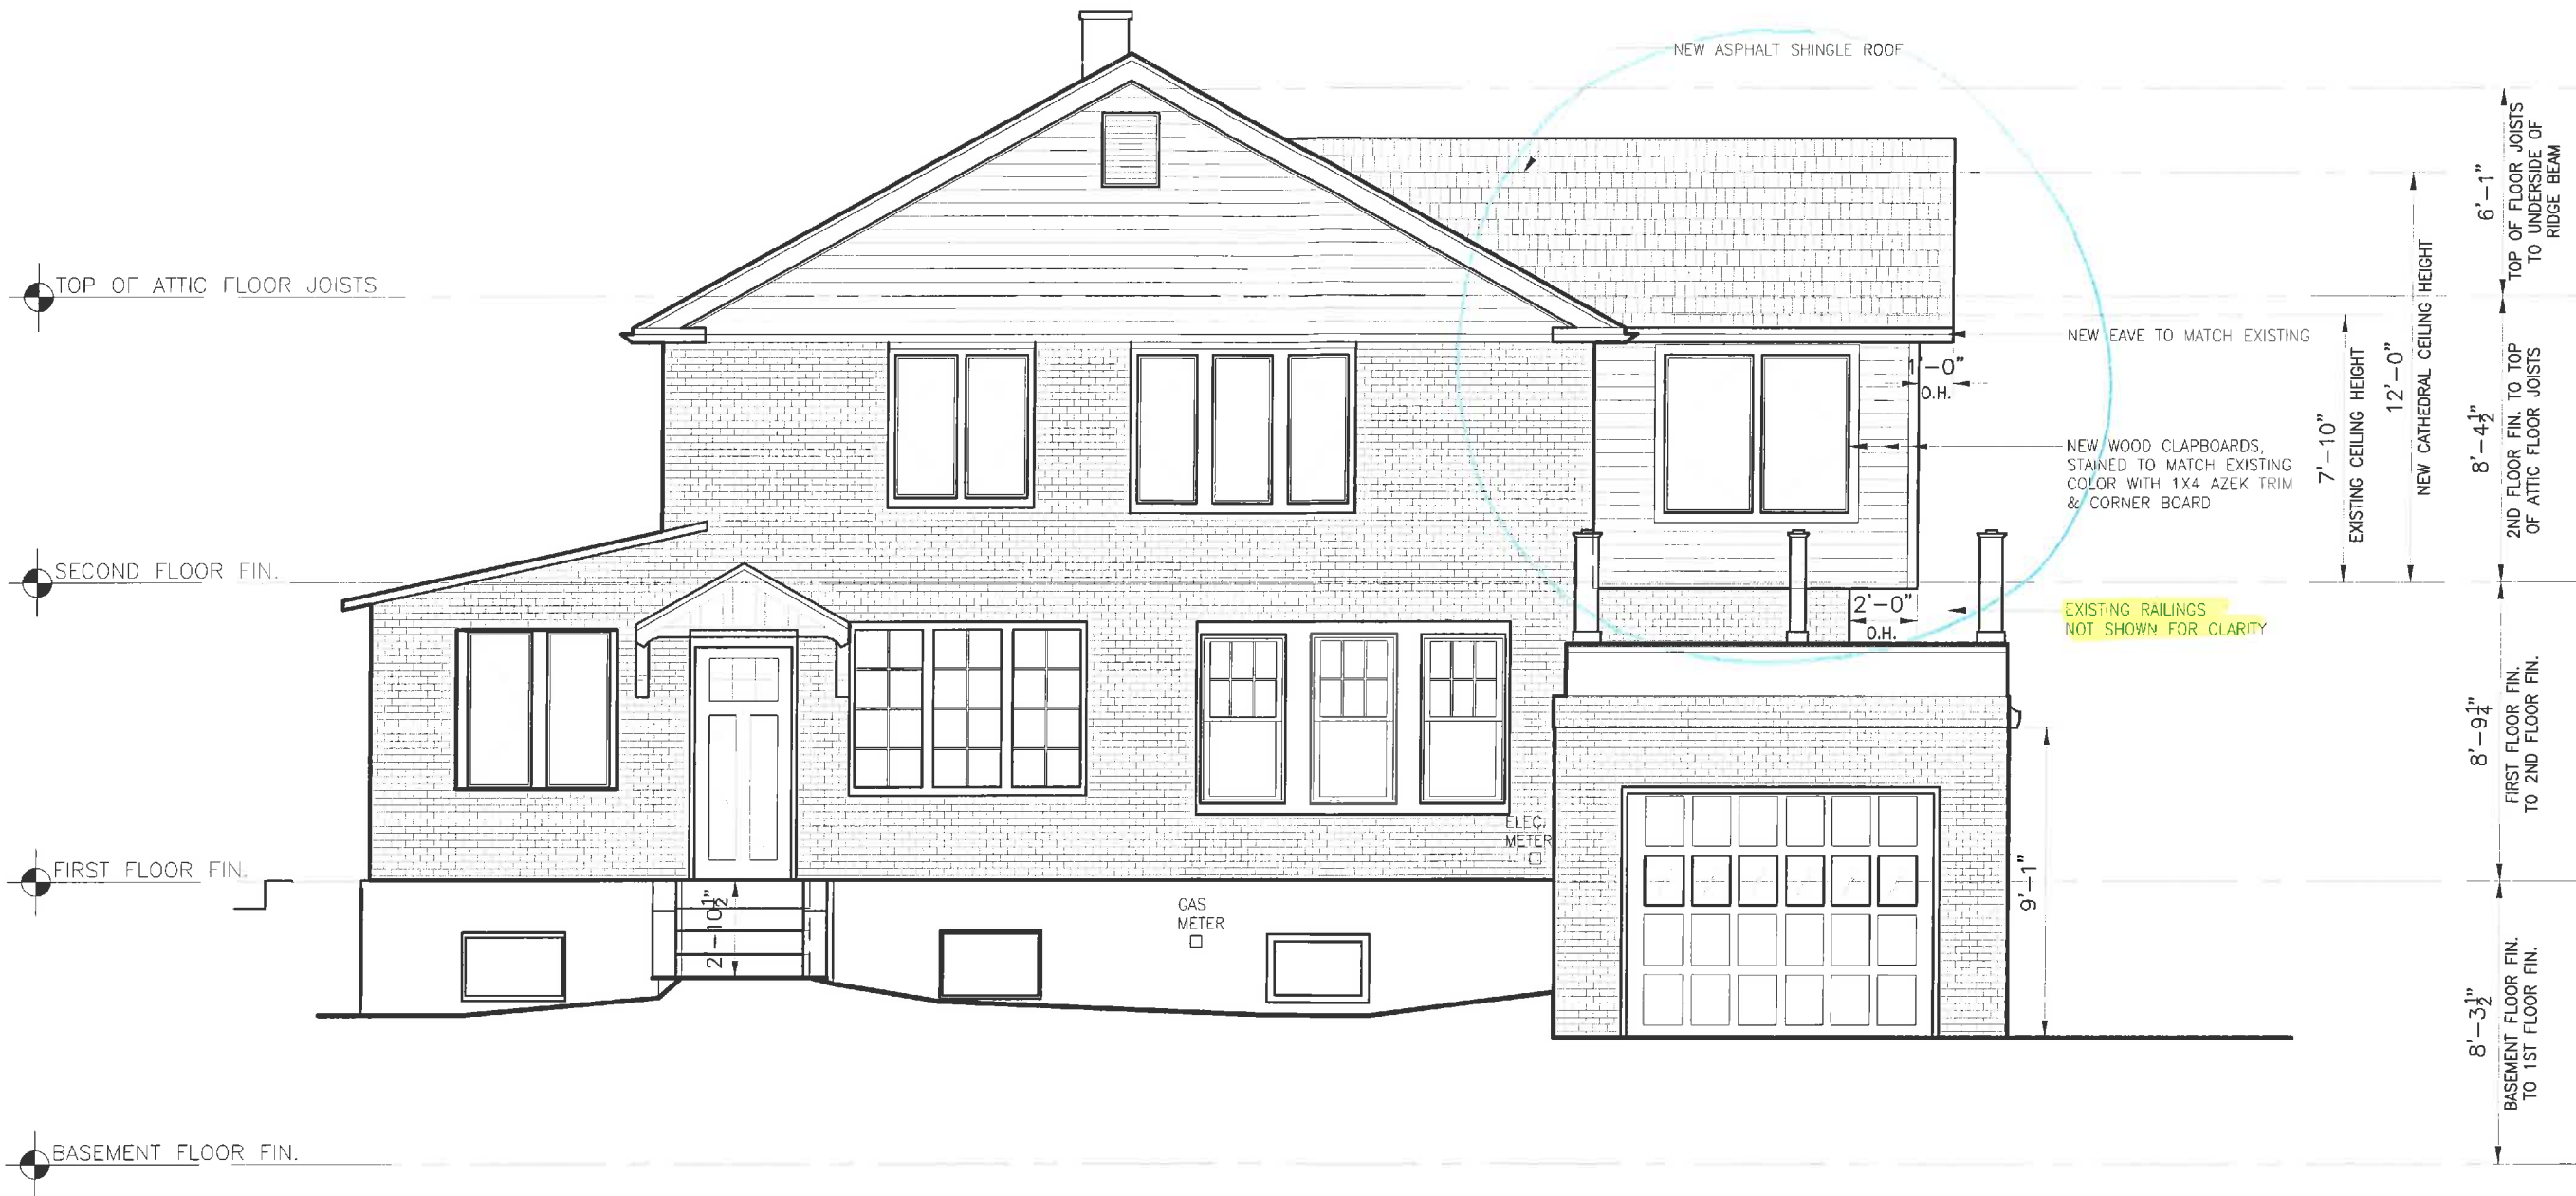 NEW ASPHALT SHINGLE ROOF
TOP OF ATTIC FLOOR JOISTS
SECOND FLOOR FIN.
FIRST FLOOR FIN.
BASEMENT FLOOR FIN.
NEW EAVE TO MATCH EXISTING
1'-0"
O.H.
NEW WOOD CLAPBOARDS,
STAINED TO MATCH EXISTING
COLOR WITH 1X4 AZEK TRIM
& CORNER BOARD
2'-0"
O.H.
EXISTING RAILINGS
NOT SHOWN FOR CLARITY
ELEC.
METER
GAS
METER
2'-10½"
9'-1"
7'-10"
EXISTING CEILING HEIGHT
12'-0"
NEW CATHEDRAL CEILING HEIGHT
6'-1"
TOP OF FLOOR JOISTS
TO UNDERSIDE OF
RIDGE BEAM
8'-4½"
2ND FLOOR FIN. TO TOP
OF ATTIC FLOOR JOISTS
8'-9¼"
FIRST FLOOR FIN.
TO 2ND FLOOR FIN.
8'-3½"
BASEMENT FLOOR FIN.
TO 1ST FLOOR FIN.